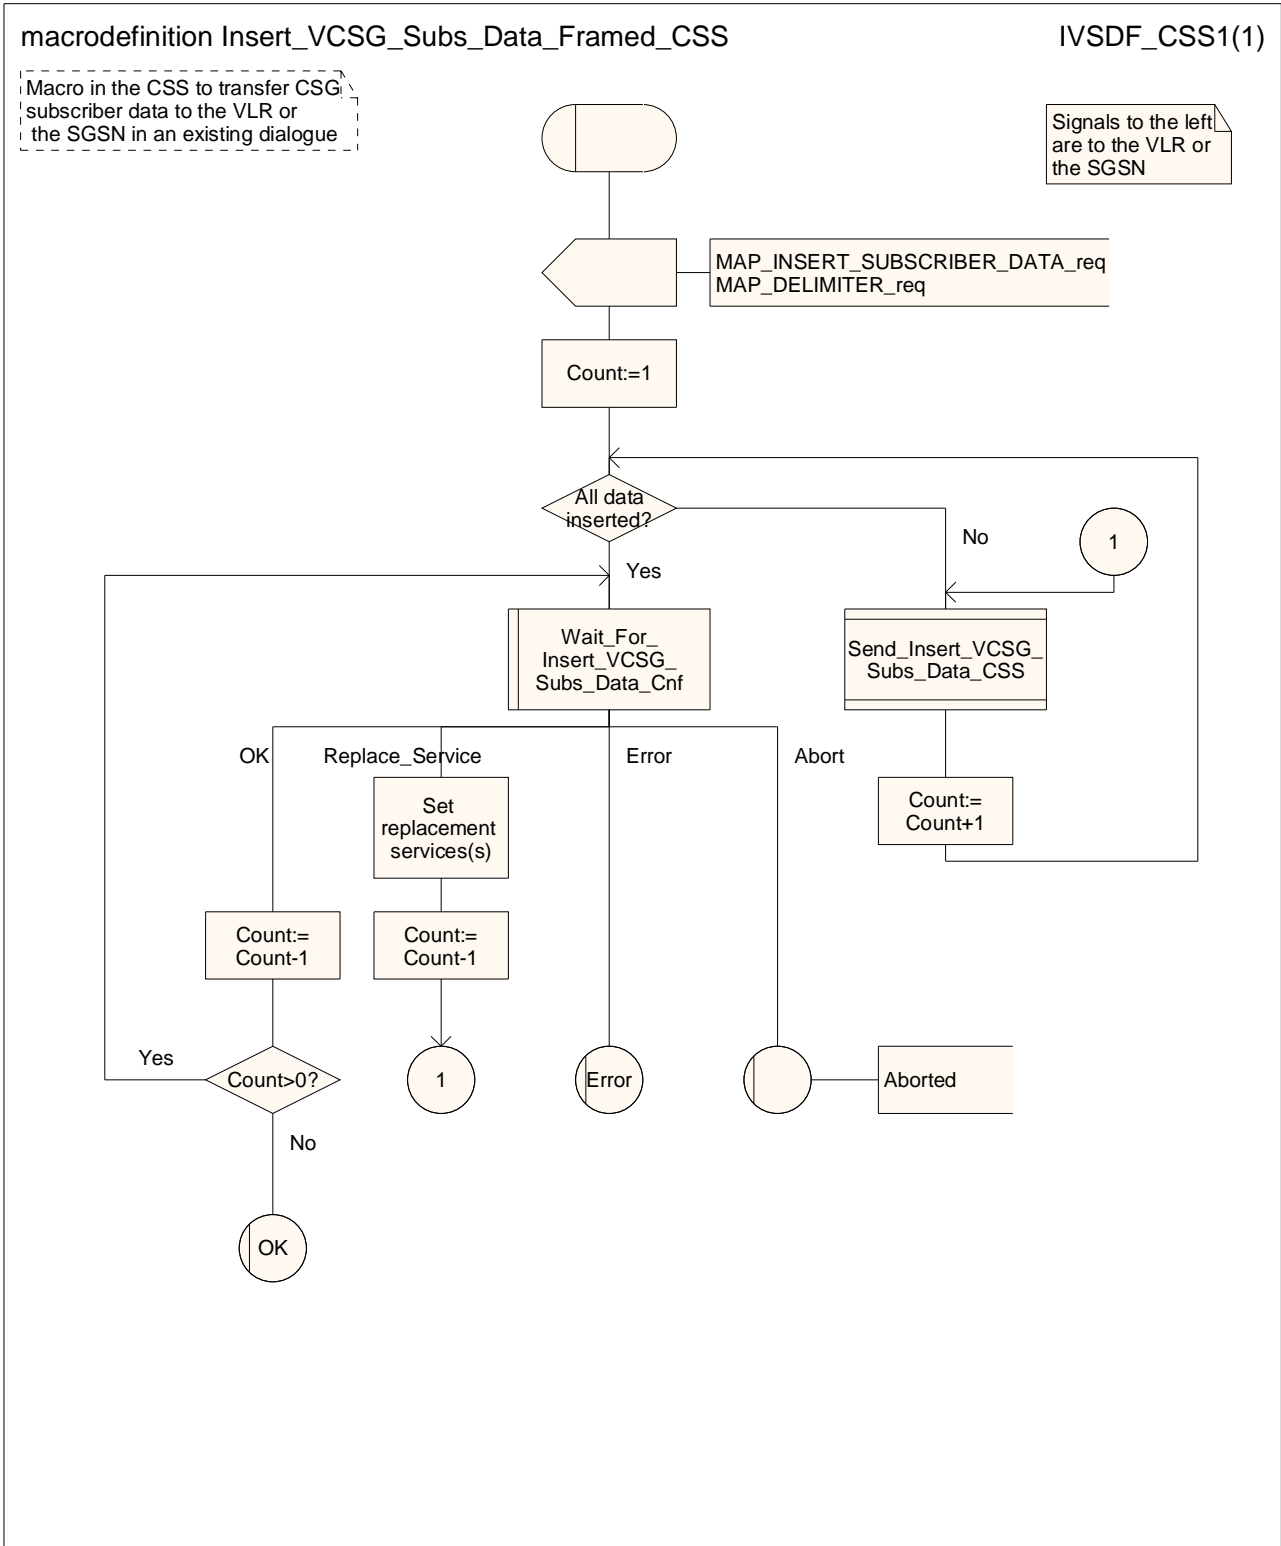 macrodefinition Insert_VCSG_Subs_Data_Framed_CSS
IVSDF_CSS1(1)
Macro in the CSS to transfer CSG
subscriber data to the VLR or
the SGSN in an existing dialogue
Signals to the left
are to the VLR or
the SGSN
MAP_INSERT_SUBSCRIBER_DATA_req
MAP_DELIMITER_req
Count:=1
All data
inserted?
No
1
Yes
Wait_For_
Insert_VCSG_
Subs_Data_Cnf
Send_Insert_VCSG_
Subs_Data_CSS
OK
Replace_Service
Error
Abort
Set
replacement
services(s)
Count:=
Count+1
Count:=
Count-1
Count:=
Count-1
Yes
Count>0?
1
Error
Aborted
No
OK